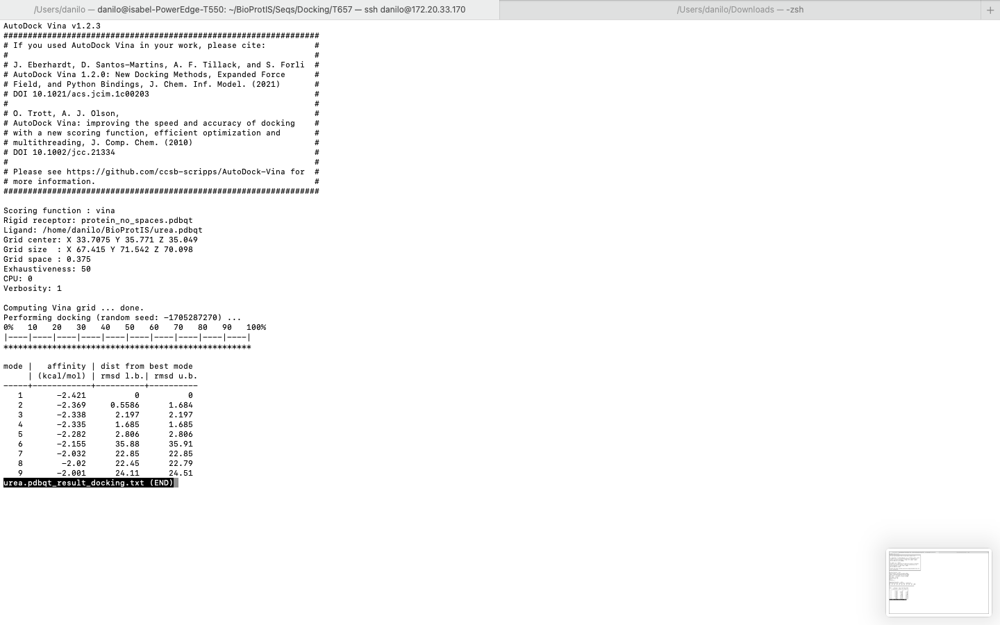 /Users/danilo — danilo@isabel-PowerEdge-T550: ~/BioProtIS/Seqs/Docking/T657 — ssh danilo@172.20.33.170
/Users/danilo/Downloads — -zsh
+
AutoDock Vina v1.2.3
#################################################################
# If you used AutoDock Vina in your work, please cite:          #
#                                                               #
# J. Eberhardt, D. Santos-Martins, A. F. Tillack, and S. Forli  #
# AutoDock Vina 1.2.0: New Docking Methods, Expanded Force      #
# Field, and Python Bindings, J. Chem. Inf. Model. (2021)       #
# DOI 10.1021/acs.jcim.1c00203                                  #
#                                                               #
# O. Trott, A. J. Olson,                                        #
# AutoDock Vina: improving the speed and accuracy of docking    #
# with a new scoring function, efficient optimization and       #
# multithreading, J. Comp. Chem. (2010)                         #
# DOI 10.1002/jcc.21334                                         #
#                                                               #
# Please see https://github.com/ccsb-scripps/AutoDock-Vina for  #
# more information.                                             #
#################################################################
Scoring function : vina
Rigid receptor: protein_no_spaces.pdbqt
Ligand: /home/danilo/BioProtIS/urea.pdbqt
Grid center: X 33.7075 Y 35.771 Z 35.049
Grid size  : X 67.415 Y 71.542 Z 70.098
Grid space : 0.375
Exhaustiveness: 50
CPU: 0
Verbosity: 1
Computing Vina grid ... done.
Performing docking (random seed: -1705287270) ...
0%   10   20   30   40   50   60   70   80   90   100%
|----|----|----|----|----|----|----|----|----|----|
***************************************************
mode |   affinity | dist from best mode
     | (kcal/mol) | rmsd l.b.| rmsd u.b.
-----+------------+----------+----------
   1       -2.421          0          0
   2       -2.369     0.5586      1.684
   3       -2.338      2.197      2.197
   4       -2.335      1.685      1.685
   5       -2.282      2.806      2.806
   6       -2.155      35.88      35.91
   7       -2.032      22.85      22.85
   8        -2.02      22.45      22.79
   9       -2.001      24.11      24.51
urea.pdbqt_result_docking.txt (END)